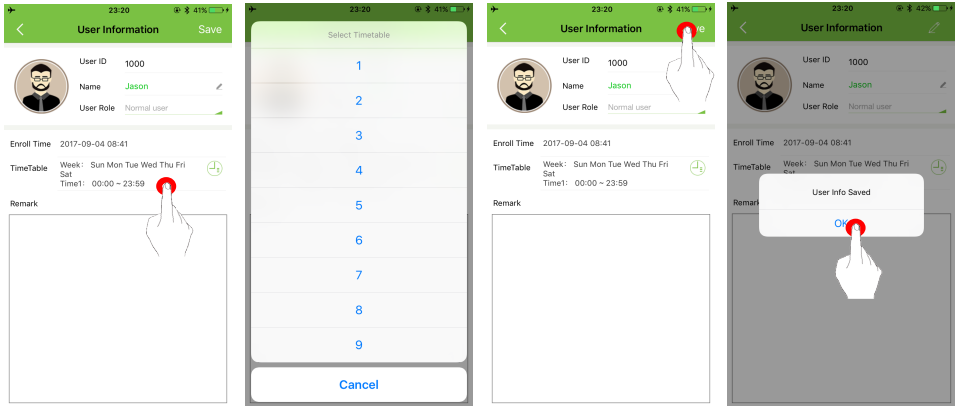 23:20
41%
User Information
Save
User ID
1000
Name
Jason
User Role
Normal user
Enroll Time
2017-09-04 08:41
TimeTable
Week: Sun Mon Tue Wed Thu Fri
Sat
Time1: 00:00 ~ 23:59
Remark
23:20
41%
Select Timetable
1
2
3
4
5
6
7
8
9
Cancel
23:20
41%
User Information
User ID
1000
Name
Jason
User Role
Normal user
Enroll Time
2017-09-04 08:41
TimeTable
Week: Sun Mon Tue Wed Thu Fri
Sat
Time1: 00:00 ~ 23:59
Remark
23:20
42%
User Information
User ID
1000
Name
Jason
User Role
Normal user
Enroll Time
2017-09-04 08:41
TimeTable
Week: Sun Mon Tue Wed Thu Fri
Remark
User Info Saved
OK